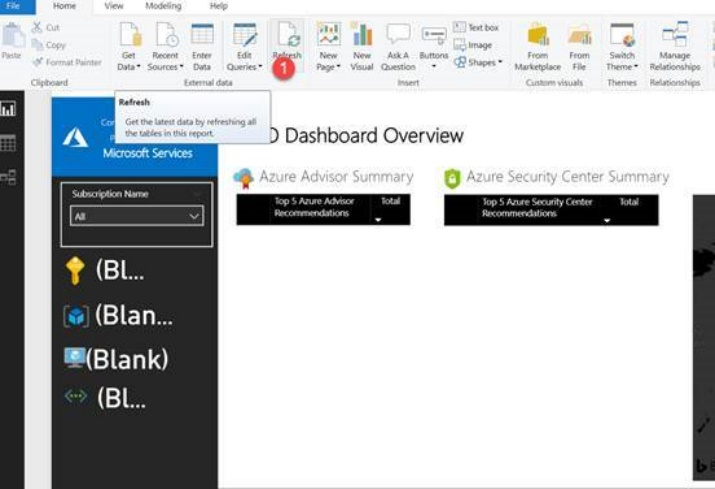 File Home View Modeling Help
Cut
Copy
Format Painter
Paste
Clipboard
Get Data
Recent Sources
Enter Data
Edit Queries
Refresh
1
External data
New Page
New Visual
Ask A Question
Buttons
Text box
Image
Shapes
Insert
From Marketplace
From File
Custom visuals
Switch Theme
Themes
Manage Relationships
Relationships
Refresh
Get the latest data by refreshing all
the tables in this report.
Microsoft Services
D Dashboard Overview
Subscription Name
All
(Bl...
(Blan...
(Blank)
(Bl...
Azure Advisor Summary
Top 5 Azure Advisor Total
Recommendations
Azure Security Center Summary
Top 5 Azure Security Center Total
Recommendations